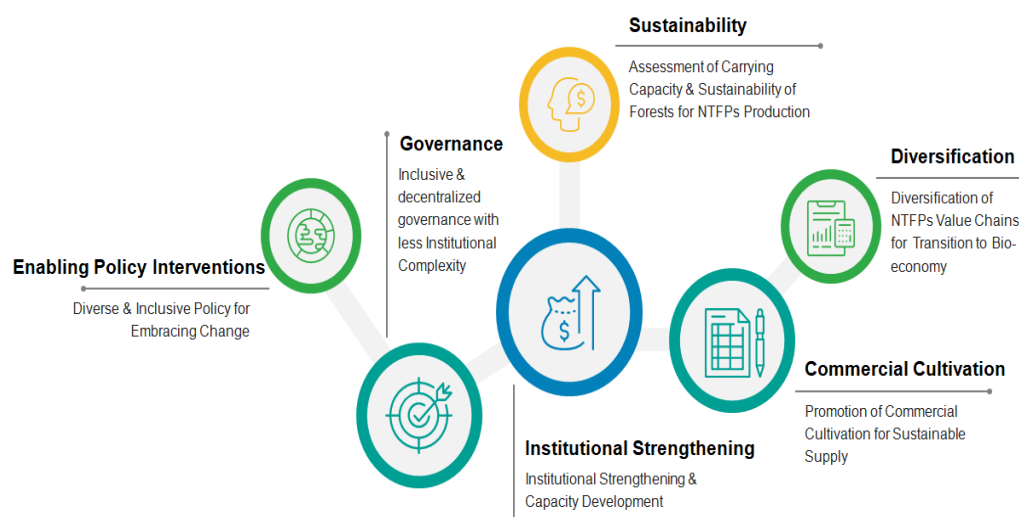 Sustainability
Assessment of Carrying
Capacity & Sustainability of
Forests for NTFPs Production
Governance
Inclusive &
decentralized
governance with
less Institutional
Complexity
Diversification
Diversification of
NTFPs Value Chains
for Transition to Bio-
economy
Enabling Policy Interventions
Diverse & Inclusive Policy for
Embracing Change
Commercial Cultivation
Promotion of Commercial
Cultivation for Sustainable
Supply
Institutional Strengthening
Institutional Strengthening &
Capacity Development
$
$